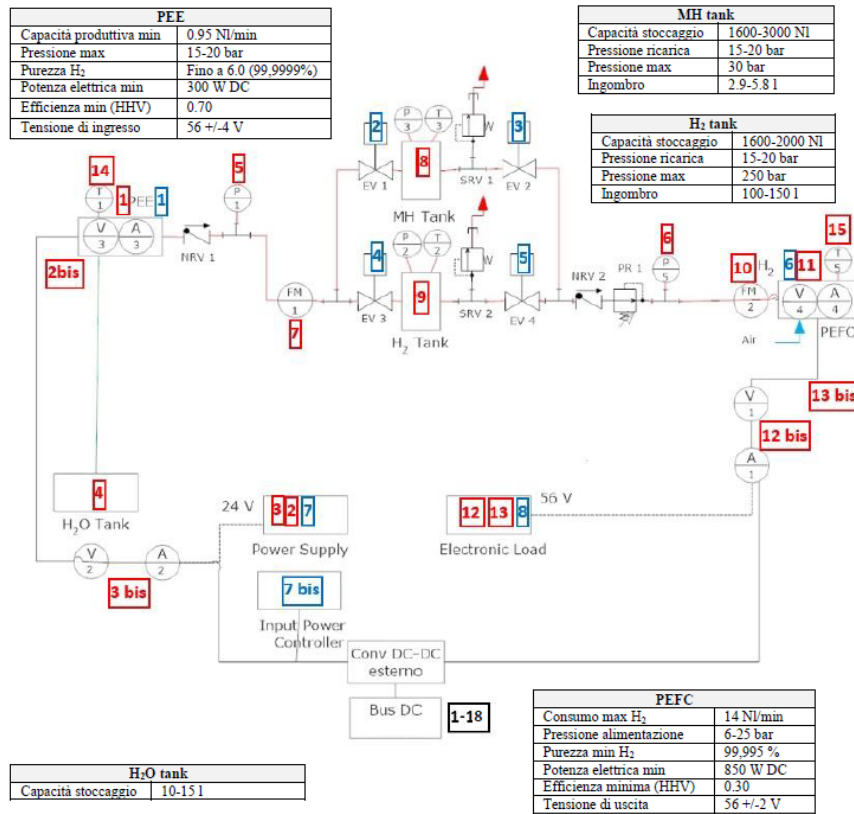 PEE
Capacità produttiva min 0.95 Nl/min
Pressione max 15-20 bar
Purezza H₂ Fino a 6.0 (99,9999%)
Potenza elettrica min 300 W DC
Efficienza min (HHV) 0.70
Tensione di ingresso 56 +/-4 V
MH tank
Capacità stoccaggio 1600-3000 Nl
Pressione ricarica 15-20 bar
Pressione max 30 bar
Ingombro 2.9-5.8 l
H₂ tank
Capacità stoccaggio 1600-2000 Nl
Pressione ricarica 15-20 bar
Pressione max 250 bar
Ingombro 100-150 l
2
P 3
T 3
W
3
8
EV 1
SRV 1
EV 2
MH Tank
14
T 1
1
PEE
1
V 3
A 3
5
P 1
NRV 1
2bis
4
P 2
T 2
W
5
9
FM 1
7
EV 3
SRV 2
EV 4
H₂ Tank
NRV 2
PR 1
6
P 5
10
H₂
FM 2
6
11
15
T 5
V 4
A 4
Air
PEFC
13 bis
V 1
12 bis
A 1
4
H₂O Tank
24 V
3
2
7
Power Supply
12
13
8
56 V
Electronic Load
V 2
A 2
3 bis
7 bis
Input Power
Controller
Conv DC-DC
esterno
Bus DC
1-18
PEFC
Consumo max H₂ 14 Nl/min
Pressione alimentazione 6-25 bar
Purezza min H₂ 99,995 %
Potenza elettrica min 850 W DC
Efficienza minima (HHV) 0.30
Tensione di uscita 56 +/-2 V
H₂O tank
Capacità stoccaggio 10-15 l